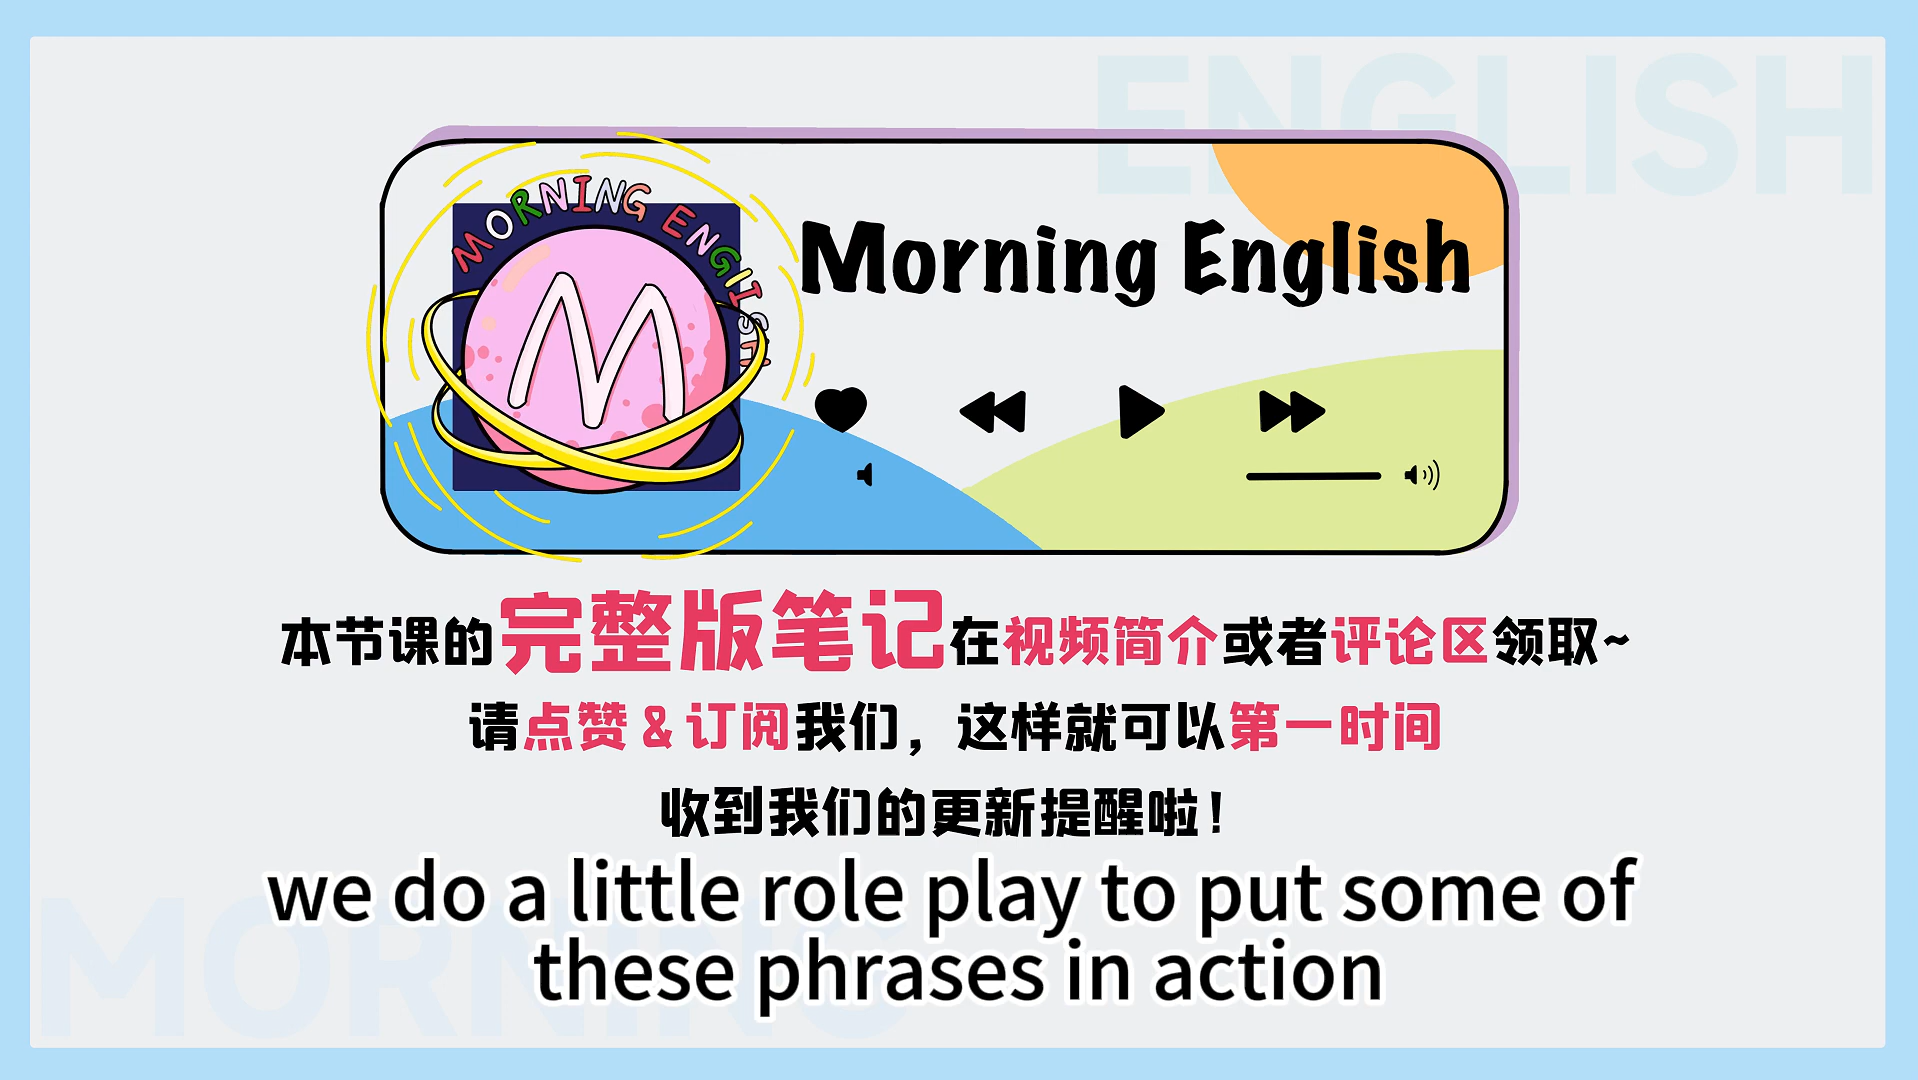 ENGLISH
MORNING ENGLISH
M
Morning English
本节课的完整版笔记在视频简介或者评论区领取~
请点赞&订阅我们，这样就可以第一时间
收到我们的更新提醒啦！
we do a little role play to put some of
these phrases in action
MORNING